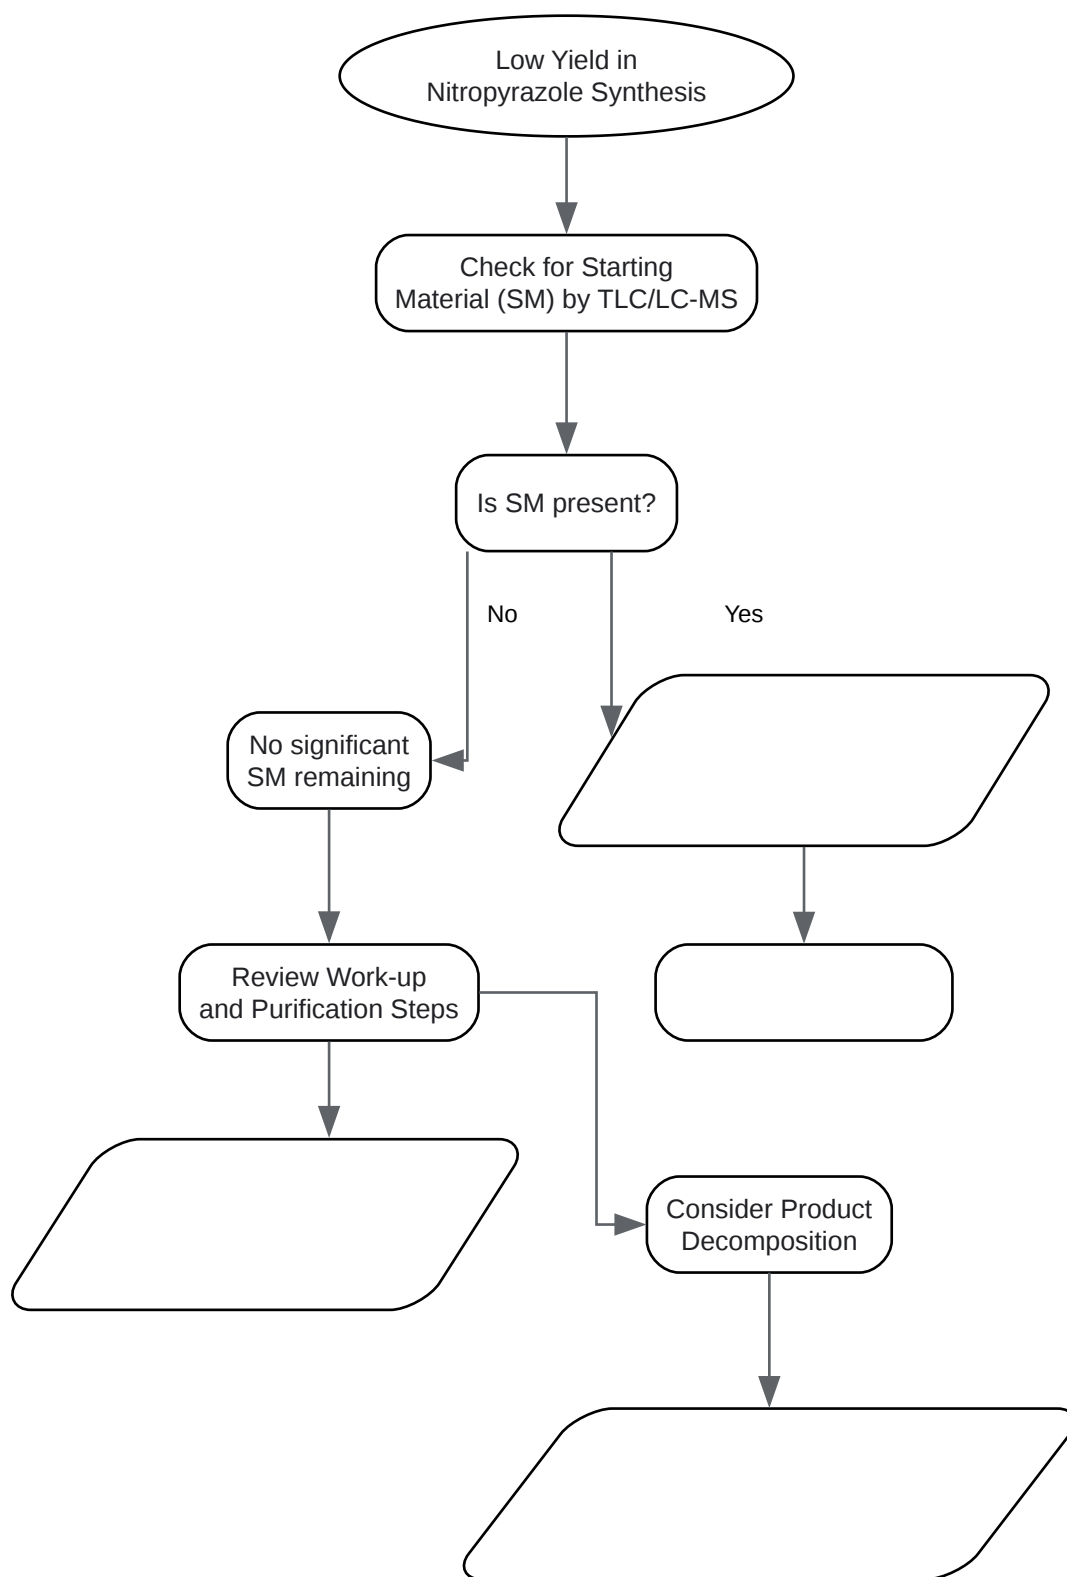 Low Yield in
Nitropyrazole Synthesis
Check for Starting
Material (SM) by TLC/LC-MS
Is SM present?
No
Yes
No significant
SM remaining
Review Work-up
and Purification Steps
Consider Product
Decomposition